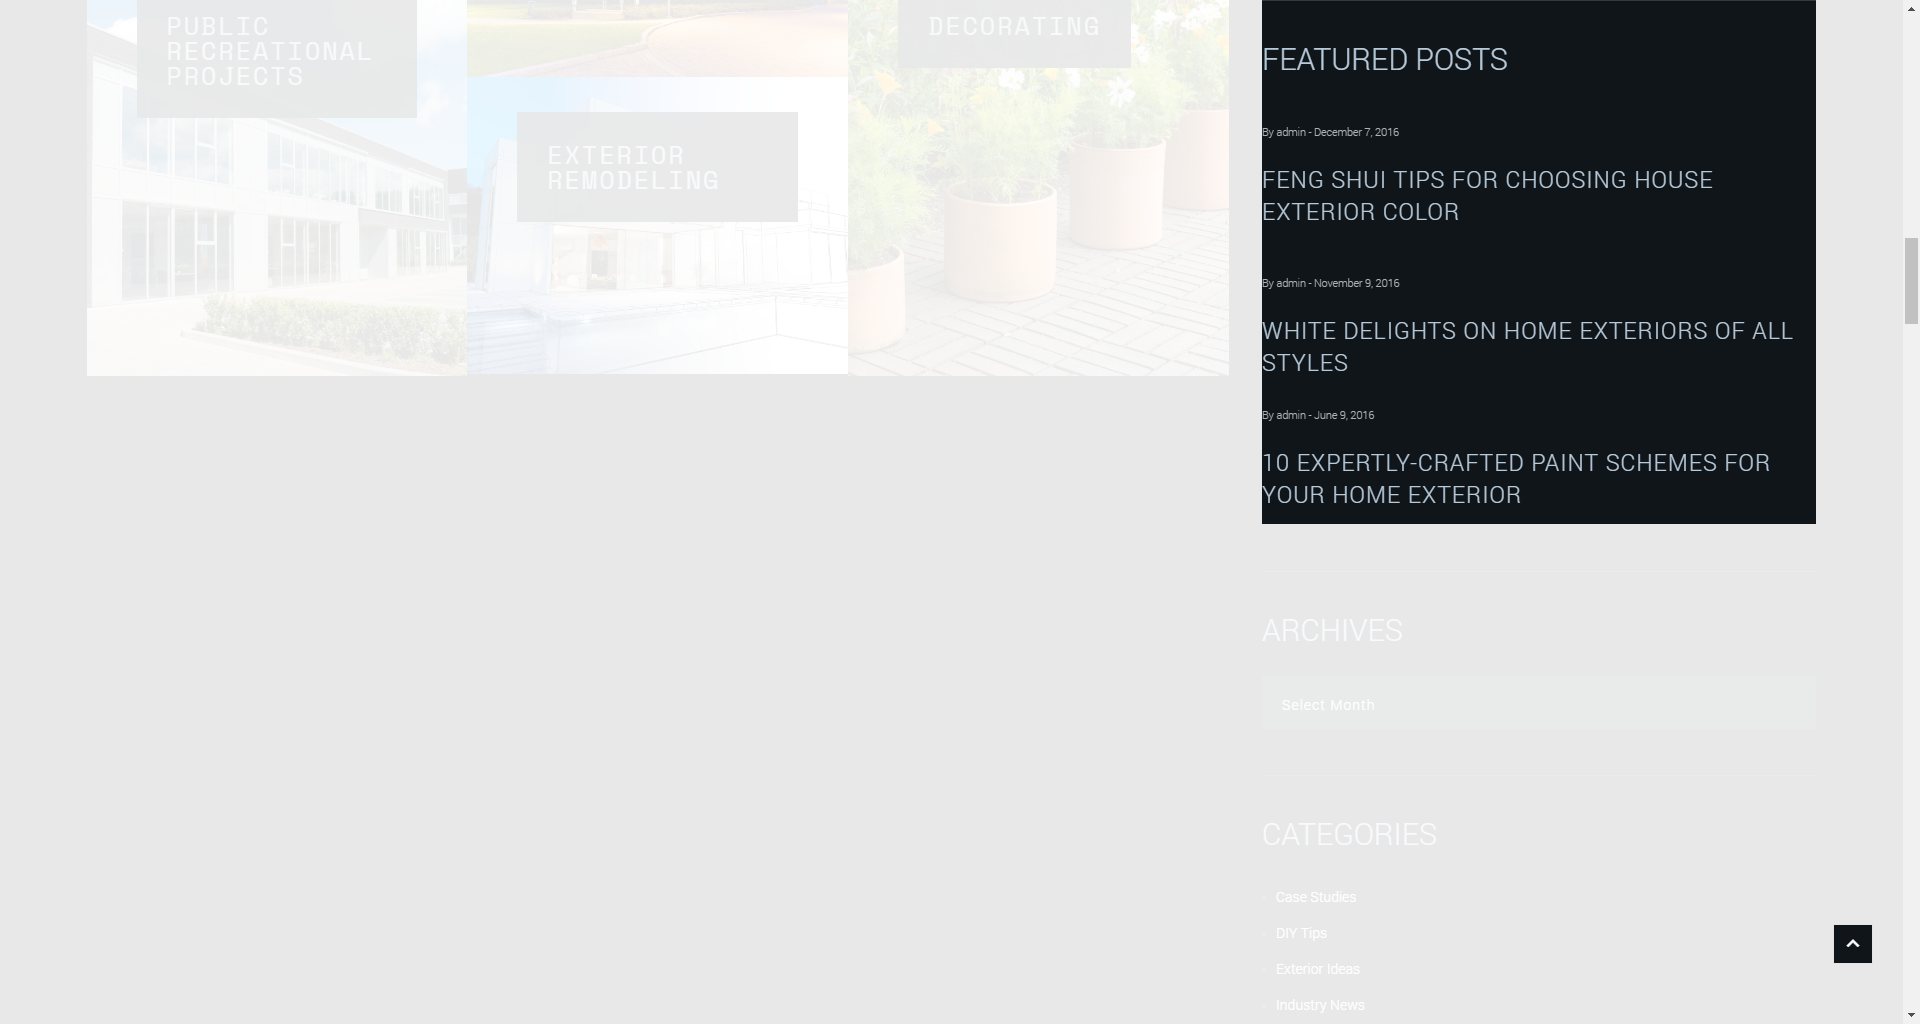 PUBLIC
RECREATIONAL
PROJECTS
EXTERIOR
REMODELING
DECORATING
FEATURED POSTS
By admin - December 7, 2016
FENG SHUI TIPS FOR CHOOSING HOUSE
EXTERIOR COLOR
By admin - November 9, 2016
WHITE DELIGHTS ON HOME EXTERIORS OF ALL
STYLES
By admin - June 9, 2016
10 EXPERTLY-CRAFTED PAINT SCHEMES FOR
YOUR HOME EXTERIOR
ARCHIVES
Select Month
CATEGORIES
Case Studies
DIY Tips
Exterior Ideas
Industry News